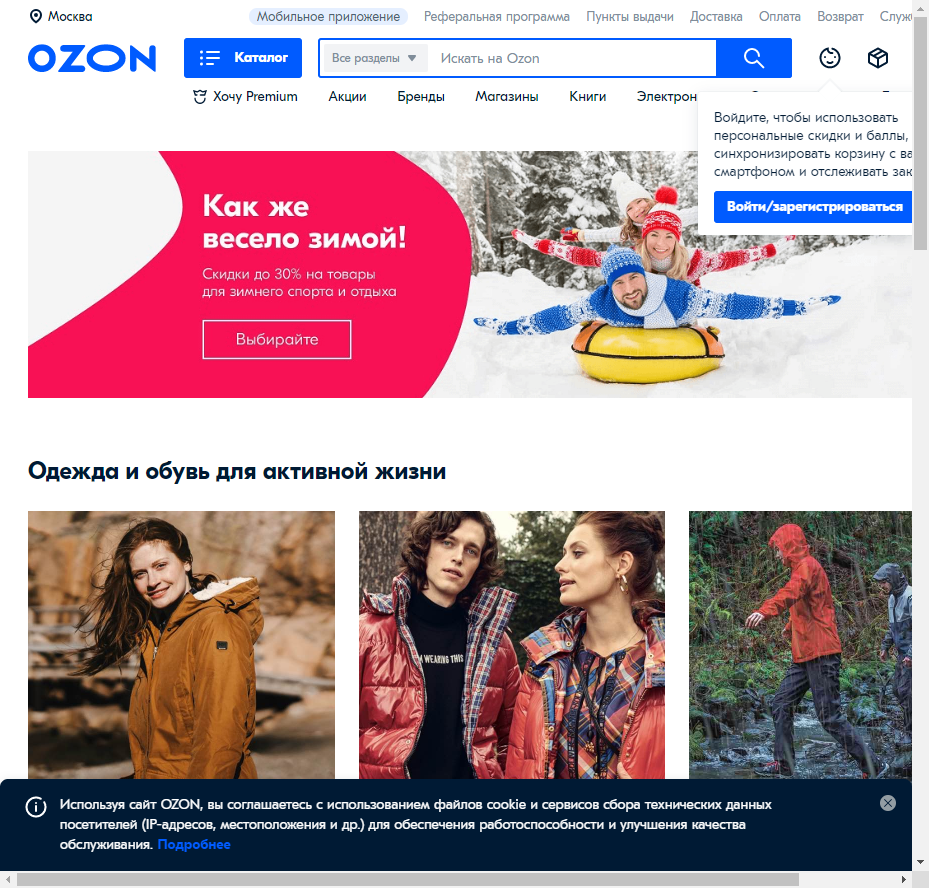 Москва
Мобильное приложение Реферальная программа Пункты выдачи Доставка Оплата Возврат
OZON
Каталог
Все разделы
Искать на Ozon
Хочу Premium Акции Бренды Магазины Книги Электрон
Войдите, чтобы использовать
персональные скидки и баллы,
синхронизировать корзину с ва
смартфоном и отслеживать зак
Войти/зарегистрироваться
Как же
весело зимой!
Скидки до 30% на товары
для зимнего спорта и отдыха
Выбирайте
Одежда и обувь для активной жизни
I'M WEARING THIS
Используя сайт OZON, вы соглашаетесь с использованием файлов cookie и сервисов сбора технических данных
посетителей (IP-адресов, местоположения и др.) для обеспечения работоспособности и улучшения качества
обслуживания. Подробнее